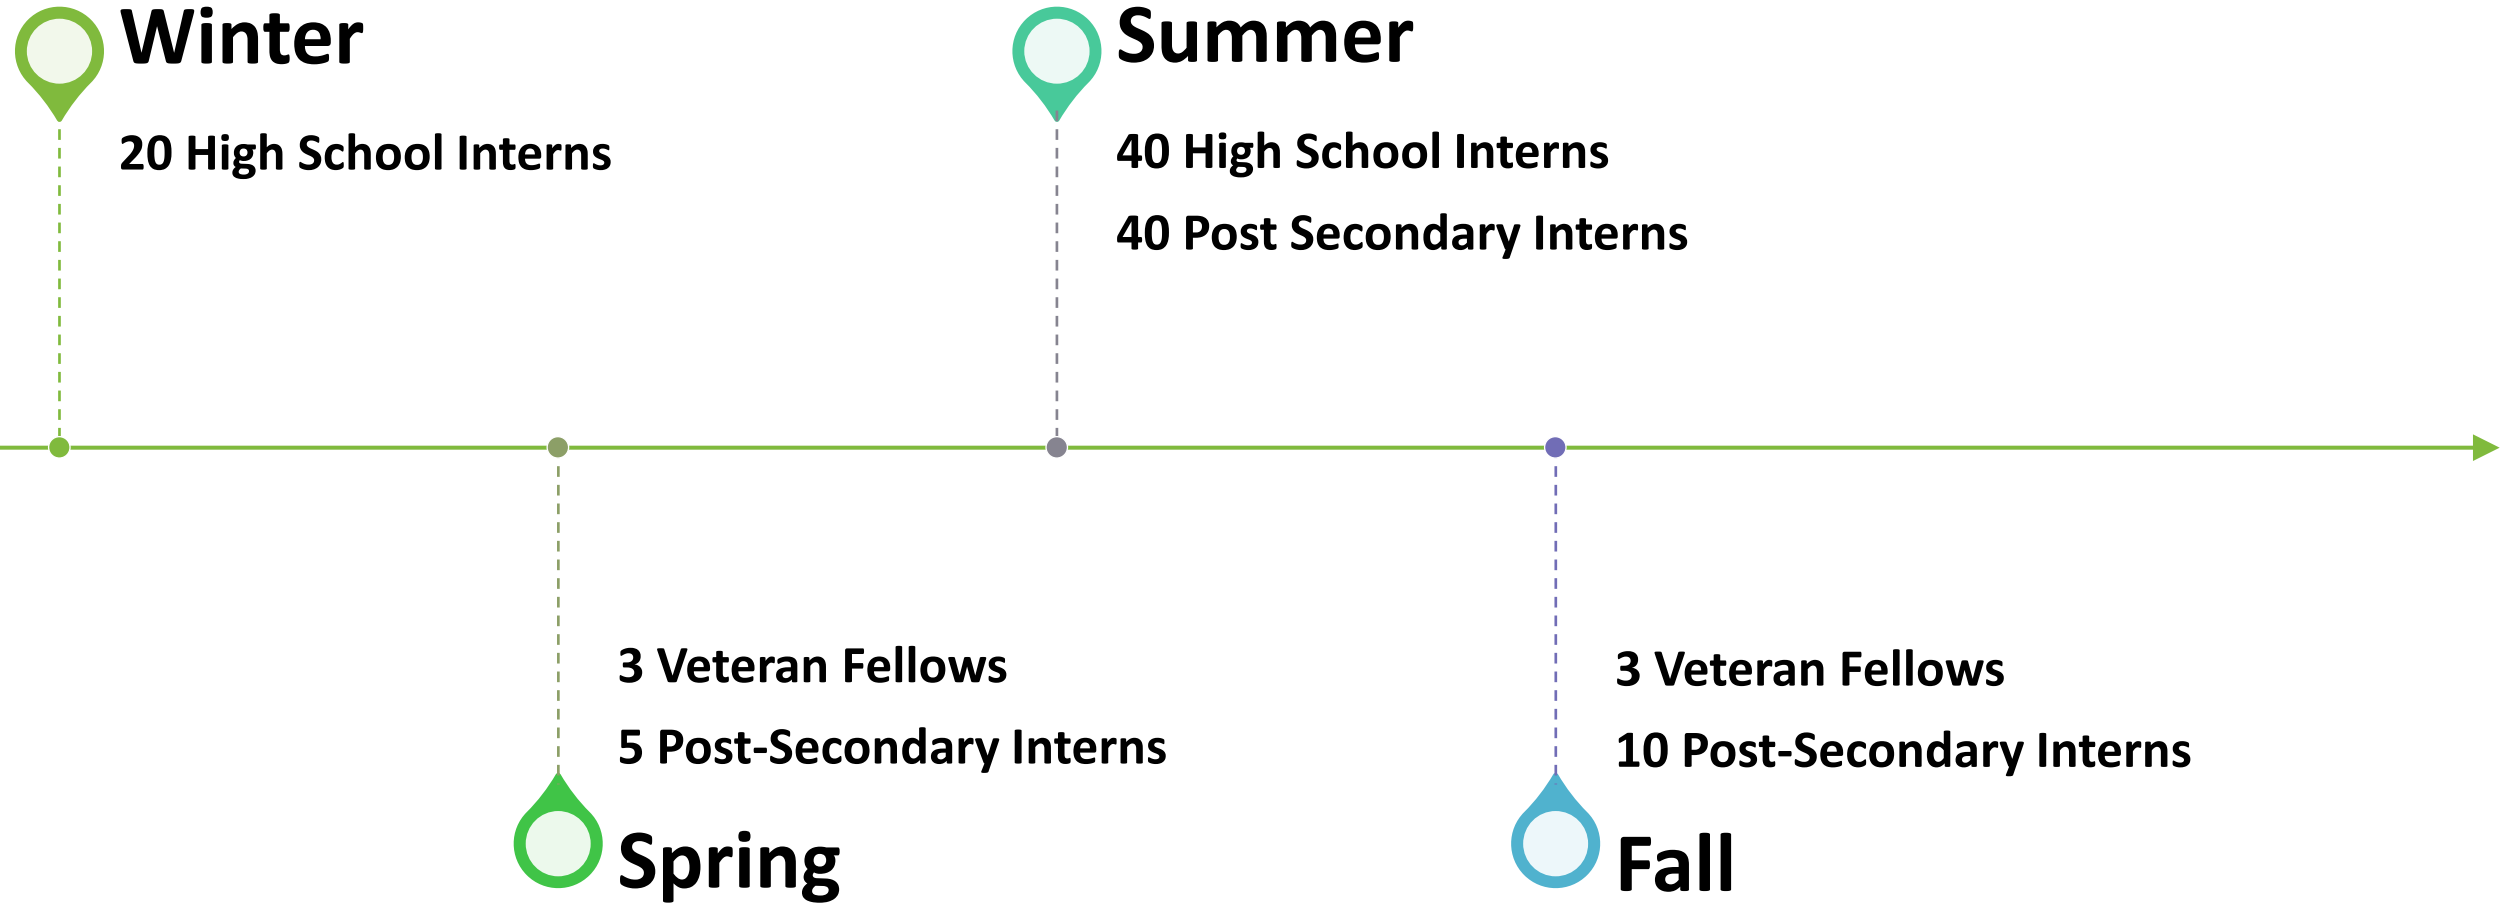 Winter
20 High School Interns
Summer
40 High School Interns
40 Post Secondary Interns
3 Veteran Fellows
5 Post-Secondary Interns
Spring
3 Veteran Fellows
10 Post-Secondary Interns
Fall